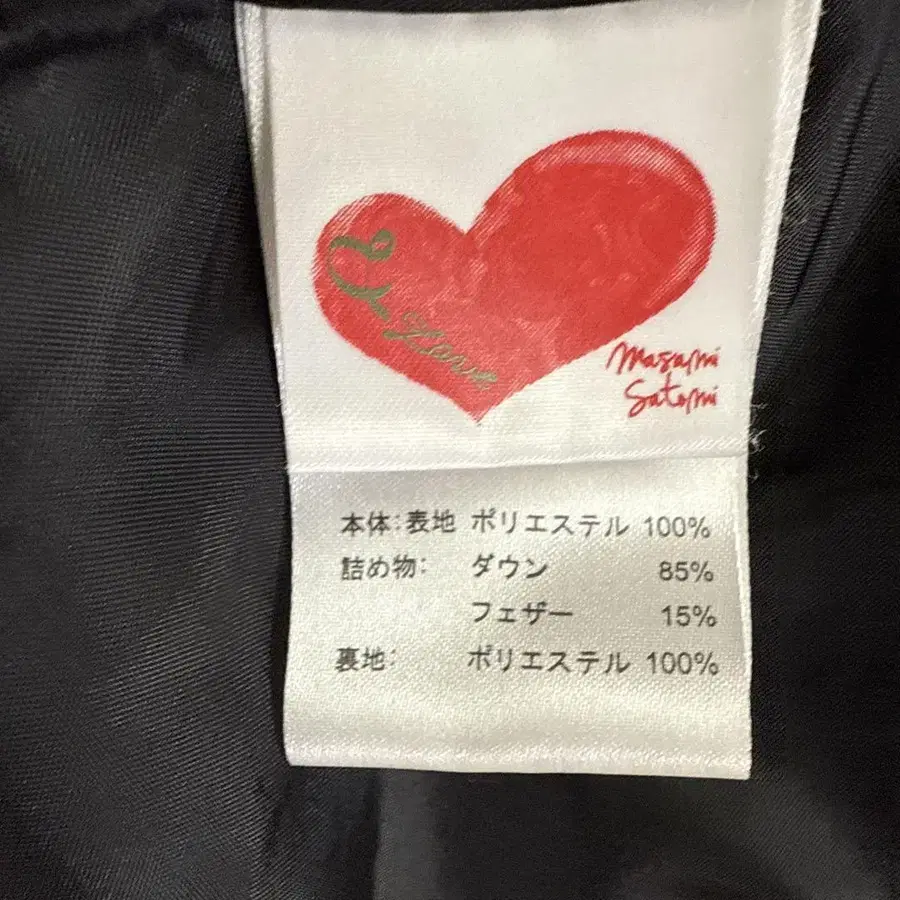 Masami
Satomi
本体:表地 ポリエステル 100%
詰め物: ダウン 85%
フェザー 15%
裏地: ポリエステル 100%